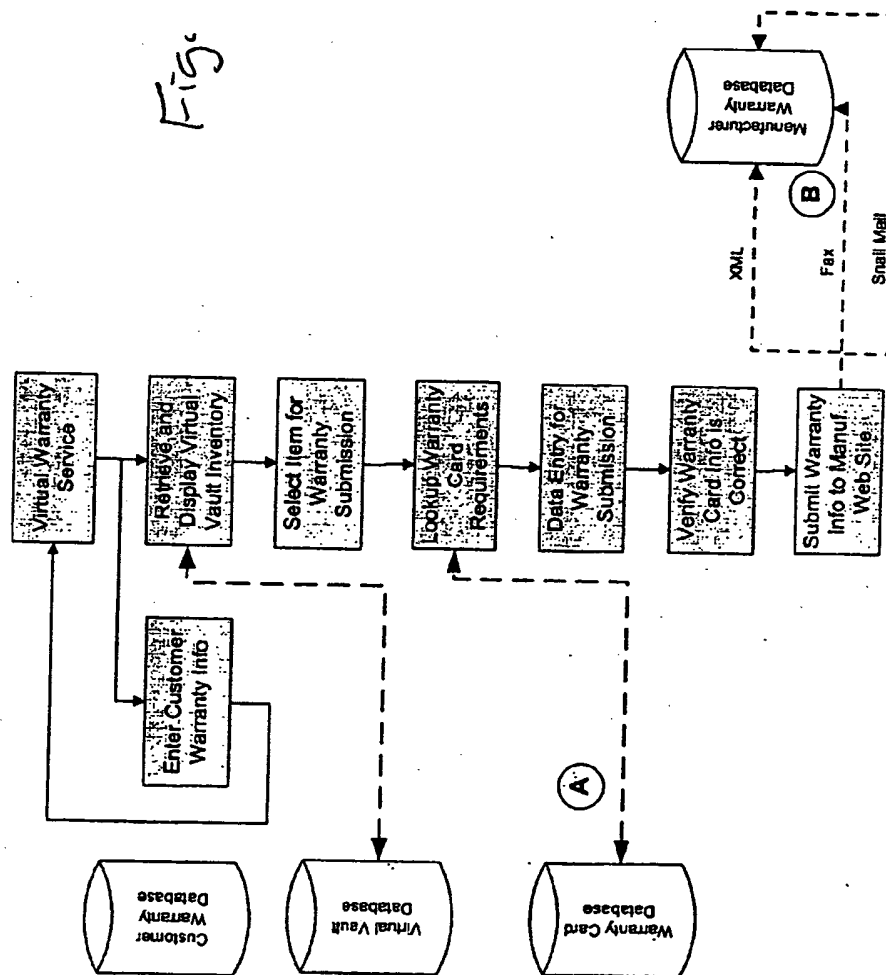 Fig.
Virtual Warranty
Service
Enter Customer
Warranty Info
Retrieve and
Display Virtual
Vault Inventory
Select Item for
Warranty
Submission
Lookup Warranty
Card
Requirements
Data Entry for
Warranty
Submission
Verify Warranty
Card Info is
Correct
Submit Warranty
Info to Manuf
Web Site
Customer
Warranty
Database
Virtual Vault
Database
Warranty Card
Database
A
Manufacturer
Warranty
Database
B
XML
Fax
Snail Mail